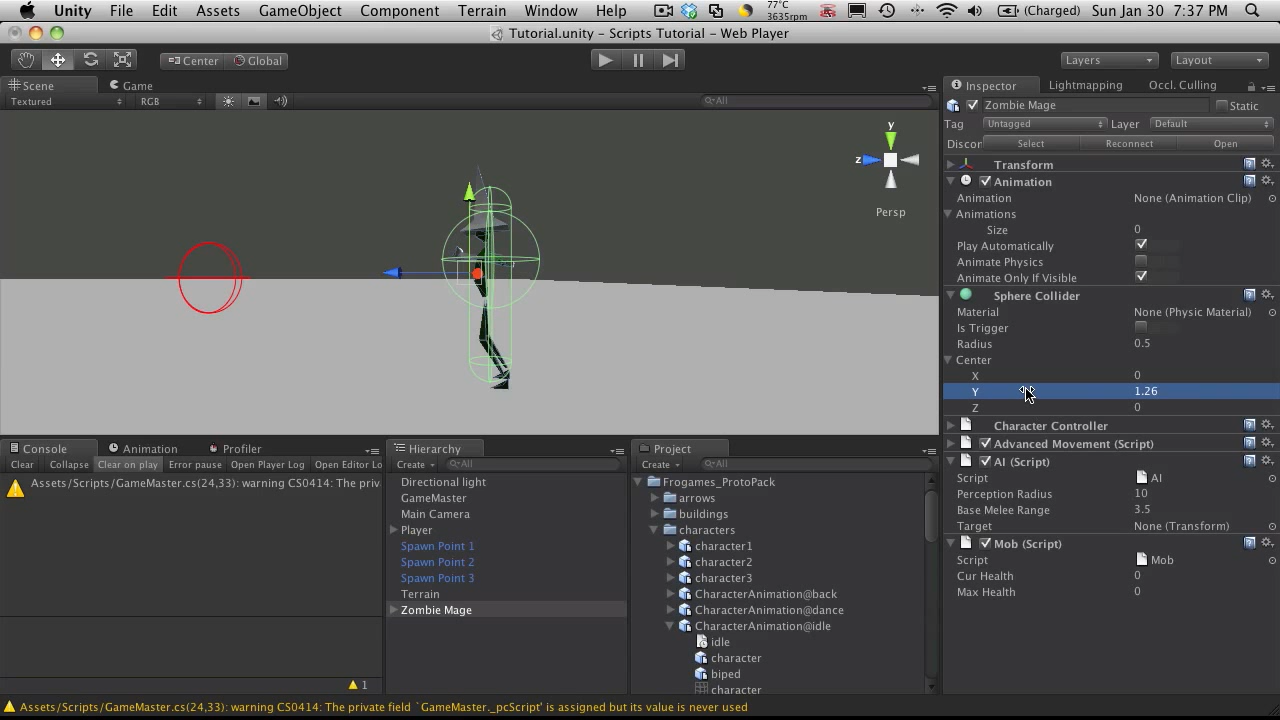 Unity File Edit Assets GameObject Component Terrain Window Help 77°C 3635rpm (Charged) Sun Jan 30 7:37 PM
Tutorial.unity - Scripts Tutorial - Web Player
Center Global Layers Layout
Scene Game
Textured RGB All
y
z
Persp
Inspector Lightmapping Occl. Culling
Zombie Mage Static
Tag Untagged Layer Default
Discor Select Reconnect Open
Transform
Animation
Animation None (Animation Clip)
Animations
Size 0
Play Automatically
Animate Physics
Animate Only If Visible
Sphere Collider
Material None (Physic Material)
Is Trigger
Radius 0.5
Center
X 0
Y 1.26
Z 0
Character Controller
Advanced Movement (Script)
AI (Script)
Script AI
Perception Radius 10
Base Melee Range 3.5
Target None (Transform)
Mob (Script)
Script Mob
Cur Health 0
Max Health 0
Console Animation Profiler
Clear Collapse Clear on play Error pause Open Player Log Open Editor Lo
Assets/Scripts/GameMaster.cs(24,33): warning CS0414: The priv
1
Hierarchy
Create All
Directional light
GameMaster
Main Camera
Player
Spawn Point 1
Spawn Point 2
Spawn Point 3
Terrain
Zombie Mage
Project
Create All
Frogames_ProtoPack
arrows
buildings
characters
character1
character2
character3
CharacterAnimation@back
CharacterAnimation@dance
CharacterAnimation@idle
idle
character
biped
character
Assets/Scripts/GameMaster.cs(24,33): warning CS0414: The private field `GameMaster._pcScript' is assigned but its value is never used